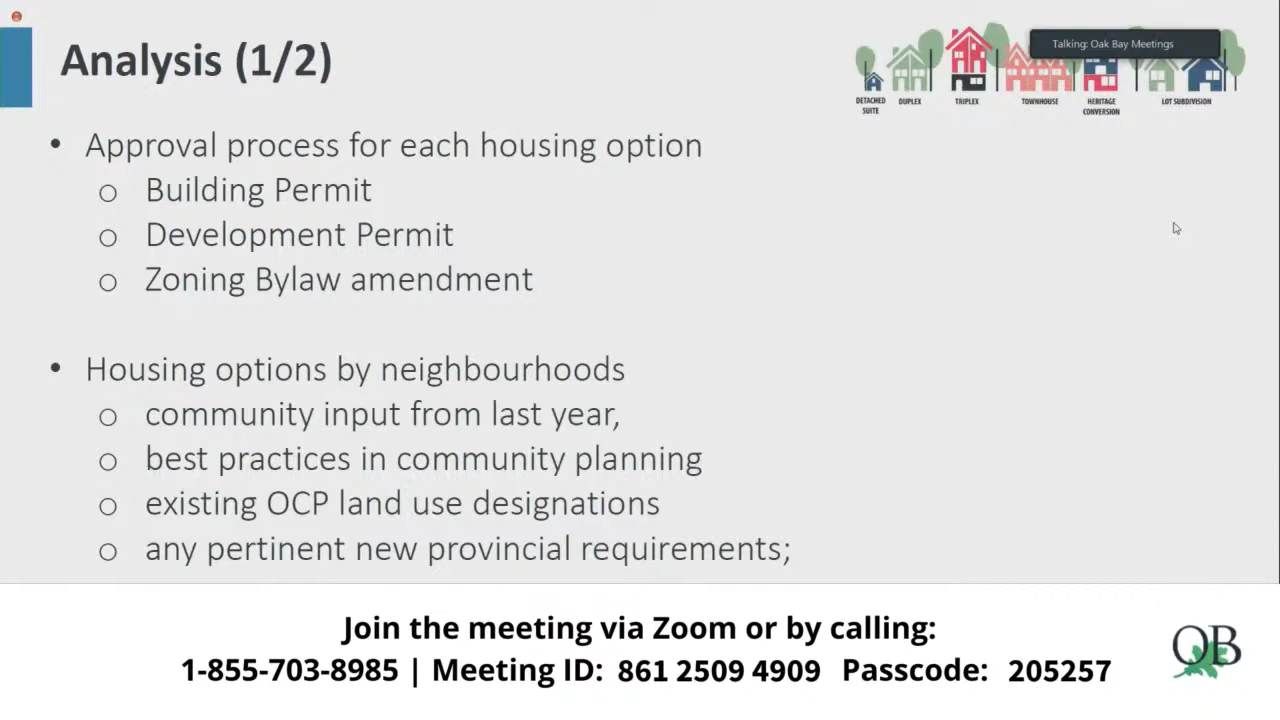 Analysis (1/2)
Talking: Oak Bay Meetings
DETACHED SUITE
DUPLEX
TRIPLEX
TOWNHOUSE
HERITAGE CONVERSION
LOT SUBDIVISION
• Approval process for each housing option
o Building Permit
o Development Permit
o Zoning Bylaw amendment
• Housing options by neighbourhoods
o community input from last year,
o best practices in community planning
o existing OCP land use designations
o any pertinent new provincial requirements;
Join the meeting via Zoom or by calling:
1-855-703-8985 | Meeting ID: 861 2509 4909 Passcode: 205257
OB